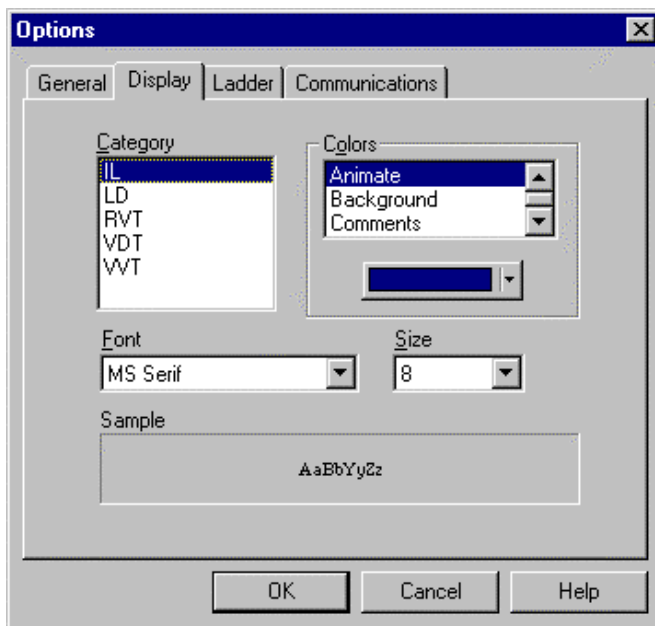 Options
General Display Ladder Communications
Category
IL
LD
RVT
VDT
VVT
Colors
Animate
Background
Comments
Font
MS Serif
Size
8
Sample
AaBbYyZz
OK Cancel Help